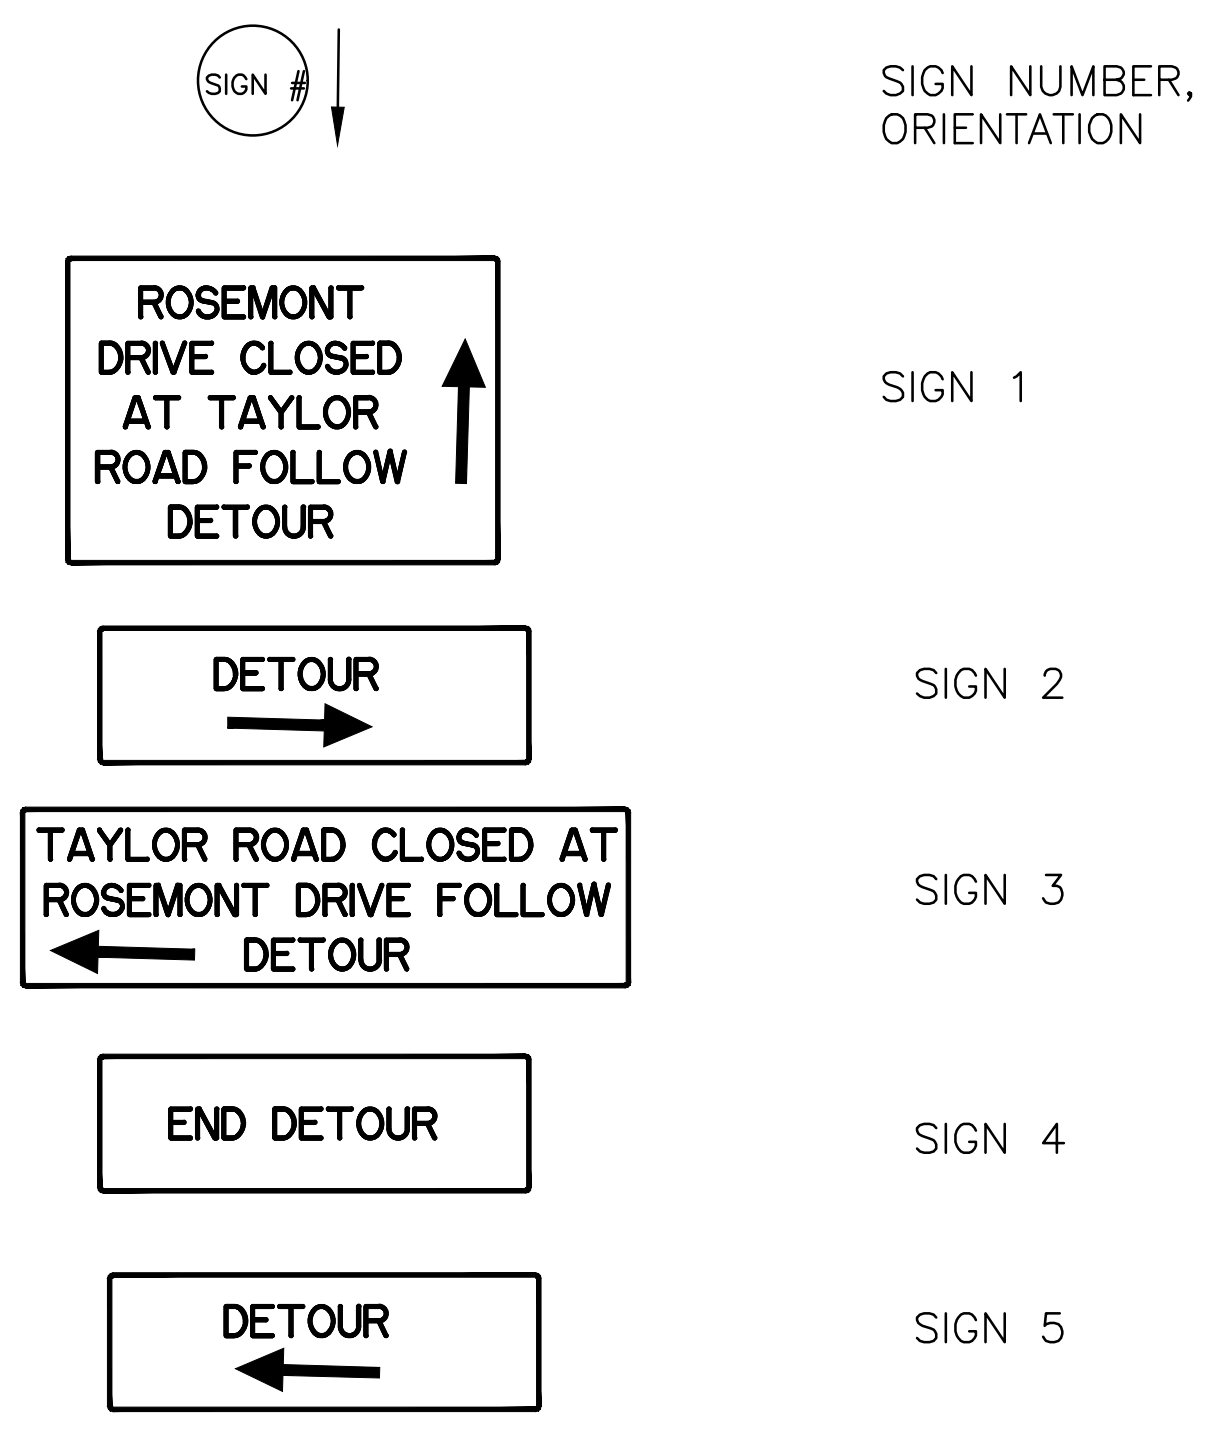 SIGN #
SIGN NUMBER,
ORIENTATION
ROSEMONT
DRIVE CLOSED
AT TAYLOR
ROAD FOLLOW
DETOUR
SIGN 1
DETOUR
SIGN 2
TAYLOR ROAD CLOSED AT
ROSEMONT DRIVE FOLLOW
DETOUR
SIGN 3
END DETOUR
SIGN 4
DETOUR
SIGN 5